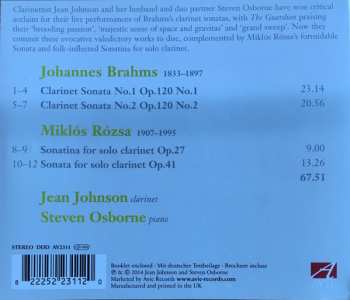 Clarinettist Jean Johnson and her husband and duo partner Steven Osborne have won critical
acclaim for their live performances of Brahms's clarinet sonatas, with The Guardian praising
their 'brooding passion', 'majestic sense of space and gravitas' and 'grand sweep'. Now they
commit these evocative valedictory works to disc, complemented by Miklós Rózsa's formidable
Sonata and folk-inflected Sonatina for solo clarinet.
Johannes Brahms 1833–1897
1–4 Clarinet Sonata No.1 Op.120 No.1 23.14
5–7 Clarinet Sonata No.2 Op.120 No.2 20.56
Miklós Rózsa 1907–1995
8–9 Sonatina for solo clarinet Op.27 9.00
10–12 Sonata for solo clarinet Op.41 13.26
67.51
Jean Johnson clarinet
Steven Osborne piano
STEREO DDD AV2311
Booklet enclosed · Mit deutscher Textbeilage · Brochure incluse
℗ & © 2014 Jean Johnson and Steven Osborne
Marketed by Avie Records www.avie-records.com
Manufactured and printed in the UK
8 22252 23112 0